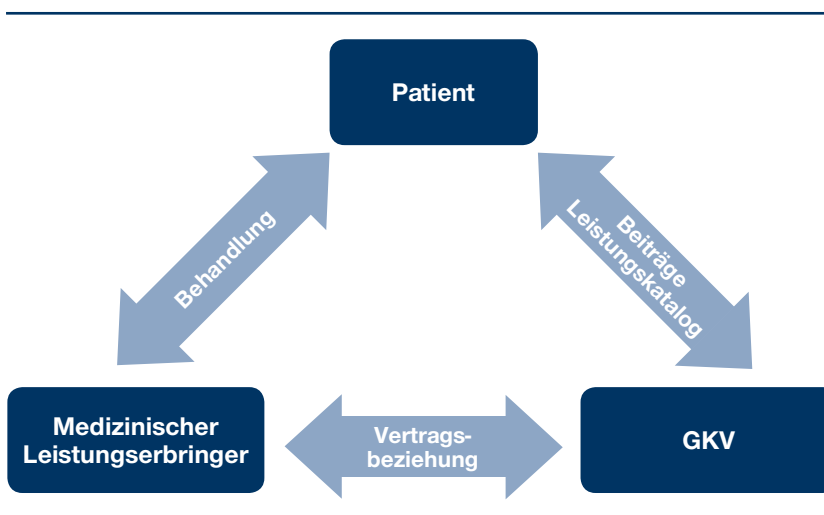 Patient
Behandlung
Beiträge
Leistungskatalog
Medizinischer
Leistungserbringer
Vertrags-
beziehung
GKV